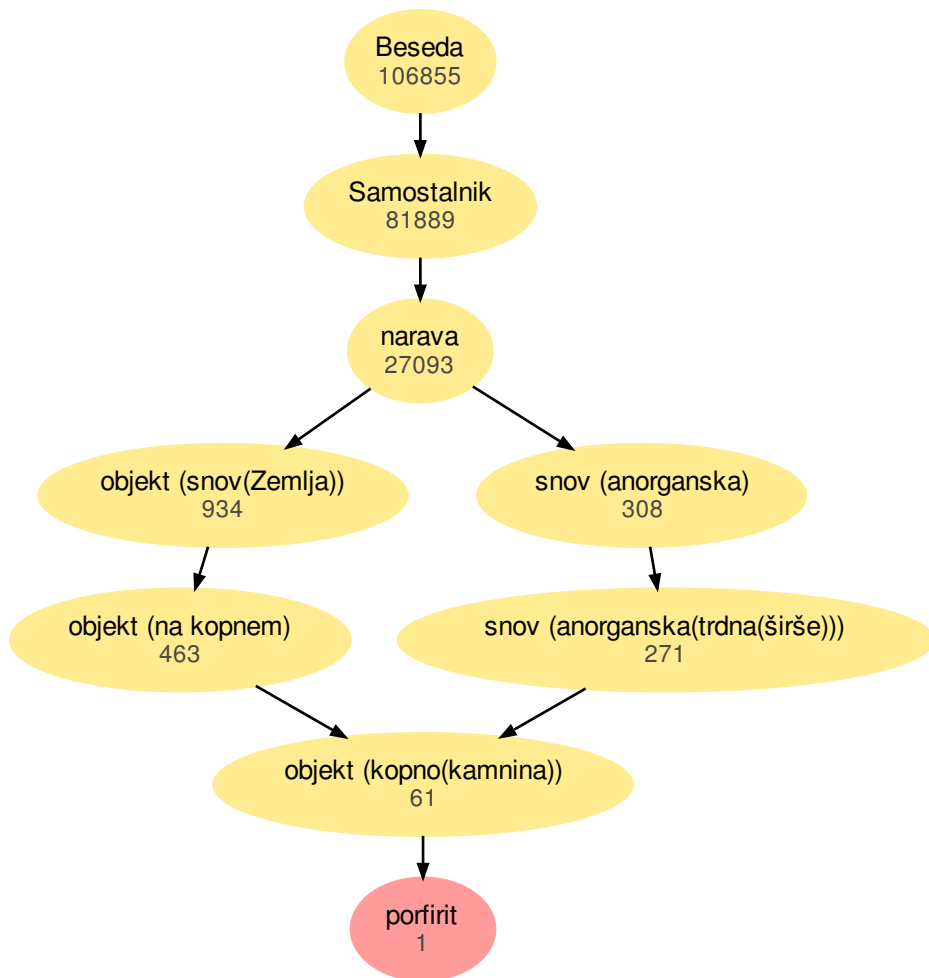 Beseda
106855
Samostalnik
81889
narava
27093
objekt (snov(Zemlja))
934
snov (anorganska)
308
objekt (na kopnem)
463
snov (anorganska(trdna(širše)))
271
objekt (kopno(kamnina))
61
porfirit
1